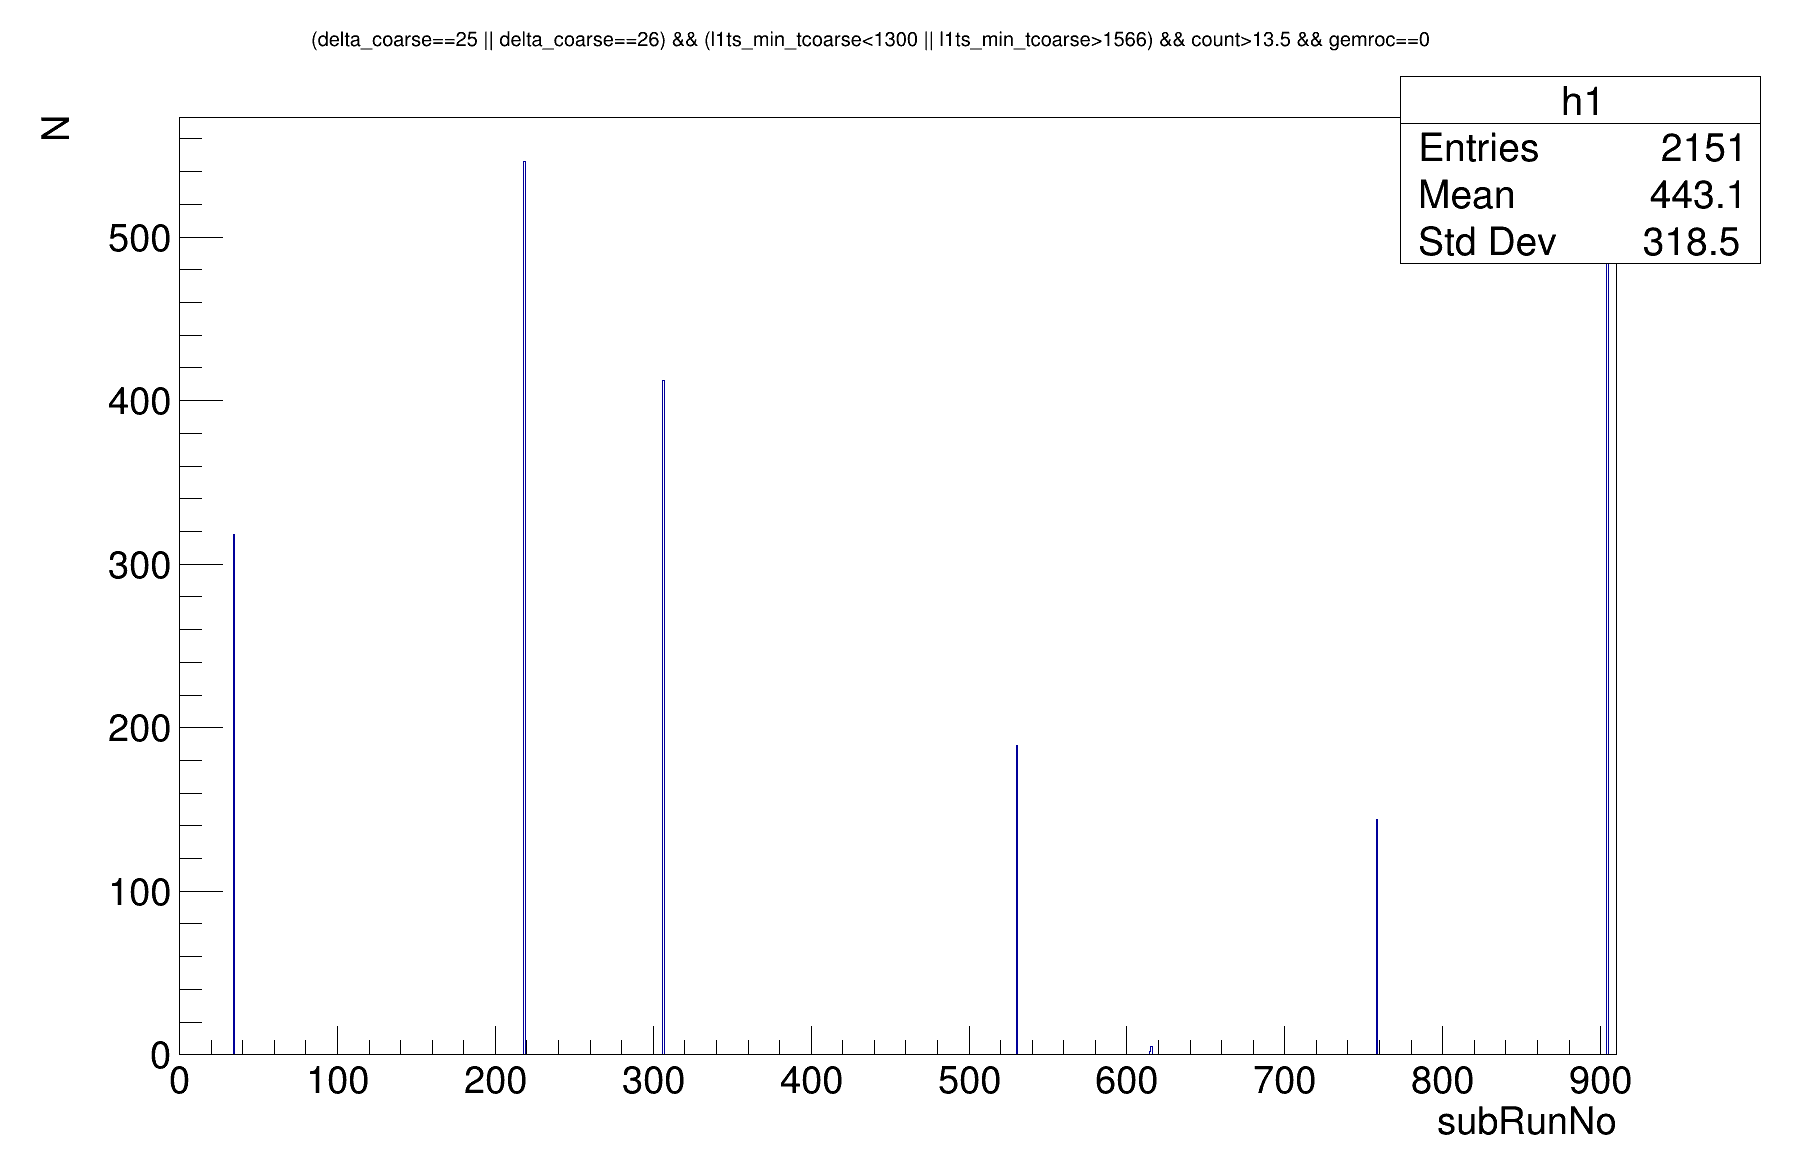 (delta_coarse==25 || delta_coarse==26) && (l1ts_min_tcoarse<1300 || l1ts_min_tcoarse>1566) && count>13.5 && gemroc==0
N
h1
Entries 2151
Mean 443.1
Std Dev 318.5
500
400
300
200
100
0
0 100 200 300 400 500 600 700 800 900
subRunNo